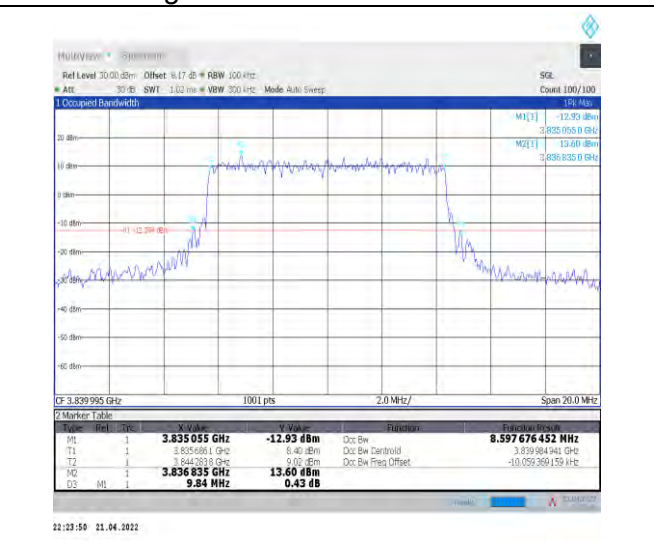 MultiView Spectrum
Ref Level 30.00 dBm Offset 8.17 dB RBW 100 kHz SGL
Att 30 dB SWT 1.02 ms VBW 300 kHz Mode Auto Sweep Count 100/100
1 Occupied Bandwidth 1Pk Max
M1[1] -12.93 dBm
3.835 055 0 GHz
20 dBm M2[1] 13.60 dBm
3.836 835 0 GHz
10 dBm
0 dBm
-10 dBm
-20 dBm
-30 dBm
-40 dBm
-50 dBm
-60 dBm
CF 3.839 995 GHz 1001 pts 2.0 MHz/ Span 20.0 MHz
2 Marker Table
Type Ref Trc X-Value Y-Value Function Function Result
M1 1 3.835 055 GHz -12.93 dBm Occ Bw 8.597 676 452 MHz
T1 1 3.835 686 1 GHz 8.40 dBm Occ Bw Centroid 3.839 984 941 GHz
T2 1 3.844 283 8 GHz 9.02 dBm Occ Bw Freq Offset -10.059 369 159 kHz
M2 1 3.836 835 GHz 13.60 dBm
D3 M1 1 9.84 MHz 0.43 dB
22:23:50 21.04.2022